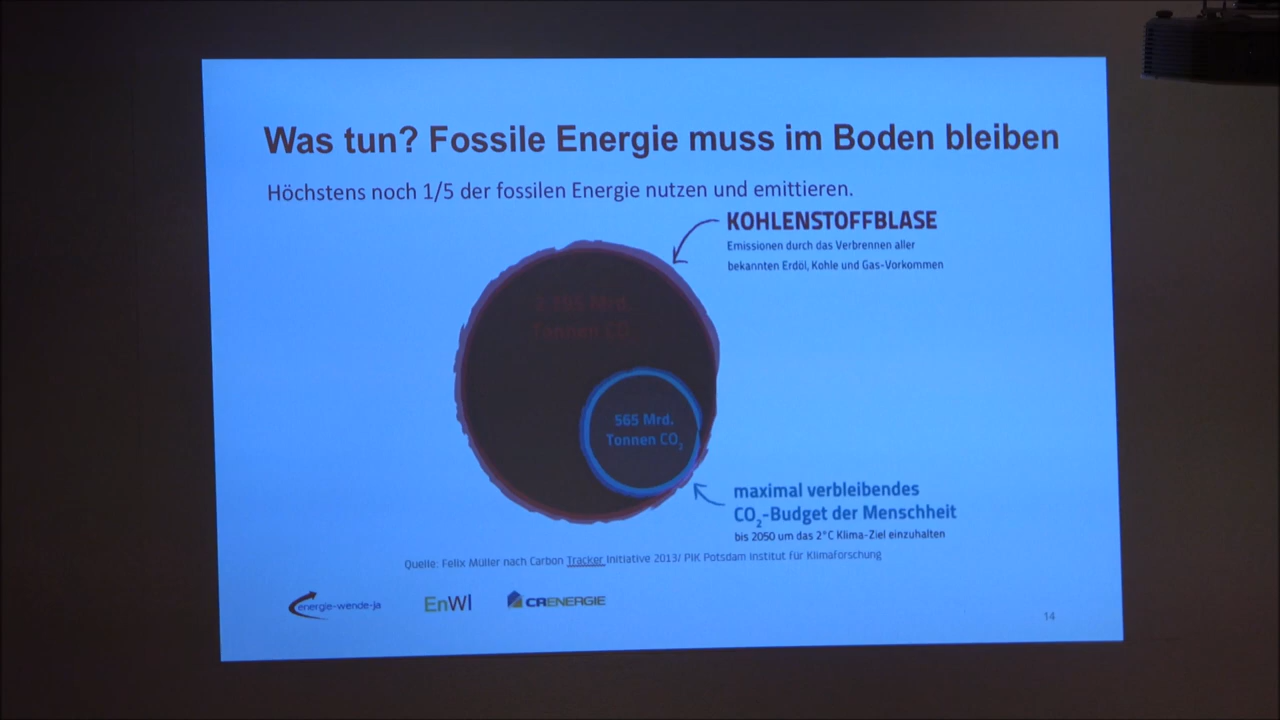 Was tun? Fossile Energie muss im Boden bleiben
Höchstens noch 1/5 der fossilen Energie nutzen und emittieren.
KOHLENSTOFFBLASE
Emissionen durch das Verbrennen aller
bekannten Erdöl, Kohle und Gas-Vorkommen
Mrd.
Tonnen CO₂
565 Mrd.
Tonnen CO₂
maximal verbleibendes
CO₂-Budget der Menschheit
bis 2050 um das 2°C Klima-Ziel einzuhalten
Quelle: Felix Müller nach Carbon Tracker Initiative 2013/ PIK Potsdam Institut für Klimaforschung
energie-wende-ja
EnWI
CRENERGIE
14